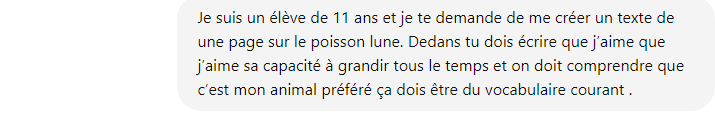 Je suis un élève de 11 ans et je te demande de me créer un texte de
une page sur le poisson lune. Dedans tu dois écrire que j'aime que
j'aime sa capacité à grandir tous le temps et on doit comprendre que
c'est mon animal préféré ça dois être du vocabulaire courant .